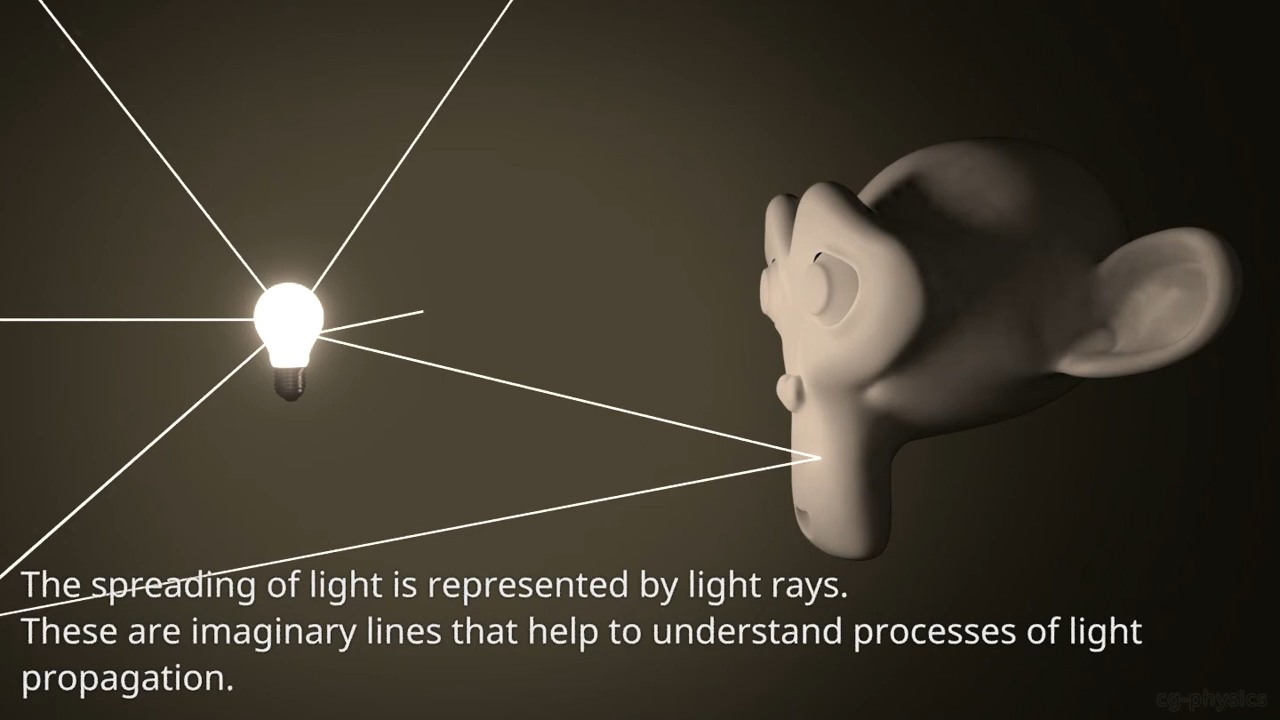 The spreading of light is represented by light rays.
These are imaginary lines that help to understand processes of light
propagation.
cg-physics